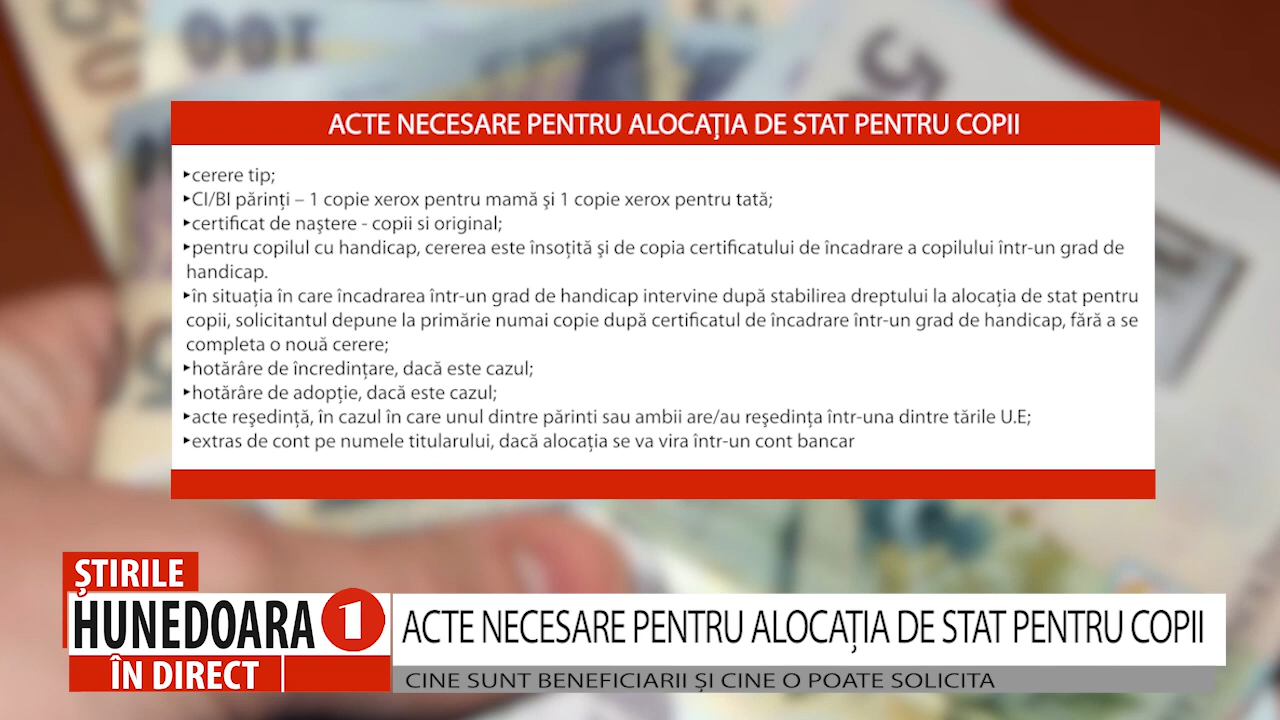 ACTE NECESARE PENTRU ALOCAȚIA DE STAT PENTRU COPII
‣cerere tip;
‣CI/BI părinți – 1 copie xerox pentru mamă şi 1 copie xerox pentru tată;
‣certificat de naştere - copii si original;
‣pentru copilul cu handicap, cererea este însoțită şi de copia certificatului de încadrare a copilului într-un grad de
handicap.
‣în situația în care încadrarea într-un grad de handicap intervine după stabilirea dreptului la alocația de stat pentru
copii, solicitantul depune la primărie numai copie după certificatul de încadrare într-un grad de handicap, fără a se
completa o nouă cerere;
‣hotărâre de încredințare, dacă este cazul;
‣hotărâre de adopție, dacă este cazul;
‣acte reşedință, în cazul în care unul dintre părinti sau ambii are/au reşedința într-una dintre tările U.E;
‣extras de cont pe numele titularului, dacă alocația se va vira într-un cont bancar
ȘTIRILE
HUNEDOARA 1
ÎN DIRECT
ACTE NECESARE PENTRU ALOCAȚIA DE STAT PENTRU COPII
CINE SUNT BENEFICIARII ȘI CINE O POATE SOLICITA